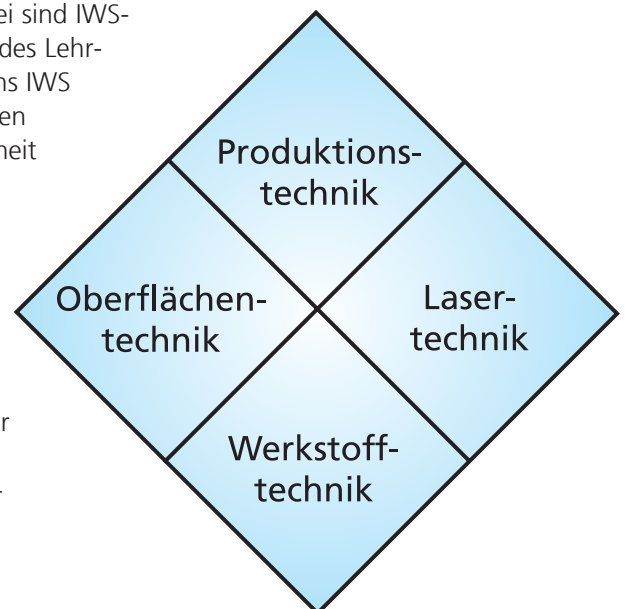 ei sind IWS-
des Lehr-
ns IWS
en
heit
r
-
Produktions-
technik
Oberflächen-
technik
Laser-
technik
Werkstoff-
technik